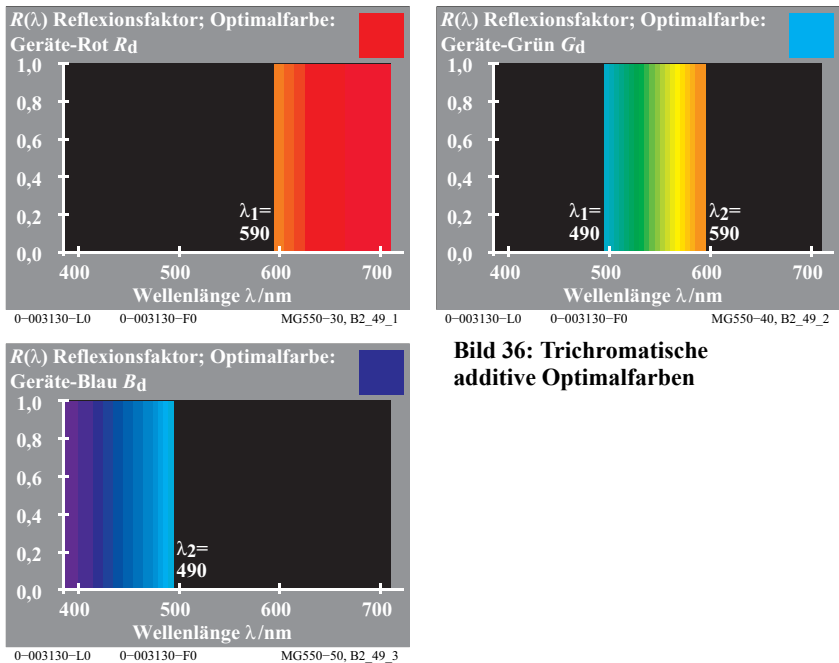 R(λ) Reflexionsfaktor; Optimalfarbe:
Geräte-Rot Rd
1,0
0,8
0,6
0,4
0,2
0,0
λ1=
590
400 500 600 700
Wellenlänge λ/nm
0−003130−L0 0−003130−F0 MG550−30, B2_49_1
R(λ) Reflexionsfaktor; Optimalfarbe:
Geräte-Grün Gd
1,0
0,8
0,6
0,4
0,2
0,0
λ1=
490
λ2=
590
400 500 600 700
Wellenlänge λ/nm
0−003130−L0 0−003130−F0 MG550−40, B2_49_2
R(λ) Reflexionsfaktor; Optimalfarbe:
Geräte-Blau Bd
1,0
0,8
0,6
0,4
0,2
0,0
λ2=
490
400 500 600 700
Wellenlänge λ/nm
0−003130−L0 0−003130−F0 MG550−50, B2_49_3
Bild 36: Trichromatische
additive Optimalfarben